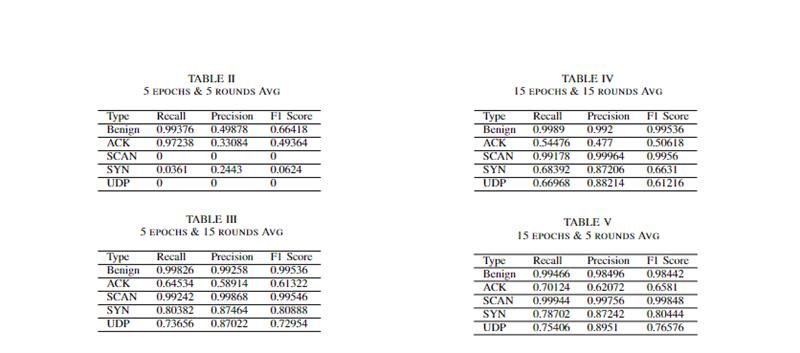 TABLE II
5 EPOCHS & 5 ROUNDS AVG
Type Recall Precision F1 Score
Benign 0.99376 0.49878 0.66418
ACK 0.97238 0.33084 0.49364
SCAN 0 0 0
SYN 0.0361 0.2443 0.0624
UDP 0 0 0
TABLE III
5 EPOCHS & 15 ROUNDS AVG
Type Recall Precision F1 Score
Benign 0.99826 0.99258 0.99536
ACK 0.64534 0.58914 0.61322
SCAN 0.99242 0.99868 0.99546
SYN 0.80382 0.87464 0.80888
UDP 0.73656 0.87022 0.72954
TABLE IV
15 EPOCHS & 15 ROUNDS AVG
Type Recall Precision F1 Score
Benign 0.9989 0.992 0.99536
ACK 0.54476 0.477 0.50618
SCAN 0.99178 0.99964 0.9956
SYN 0.68392 0.87206 0.6631
UDP 0.66968 0.88214 0.61216
TABLE V
15 EPOCHS & 5 ROUNDS AVG
Type Recall Precision F1 Score
Benign 0.99466 0.98496 0.98442
ACK 0.70124 0.62072 0.6581
SCAN 0.99944 0.99756 0.99848
SYN 0.78702 0.87242 0.80444
UDP 0.75406 0.8951 0.76576